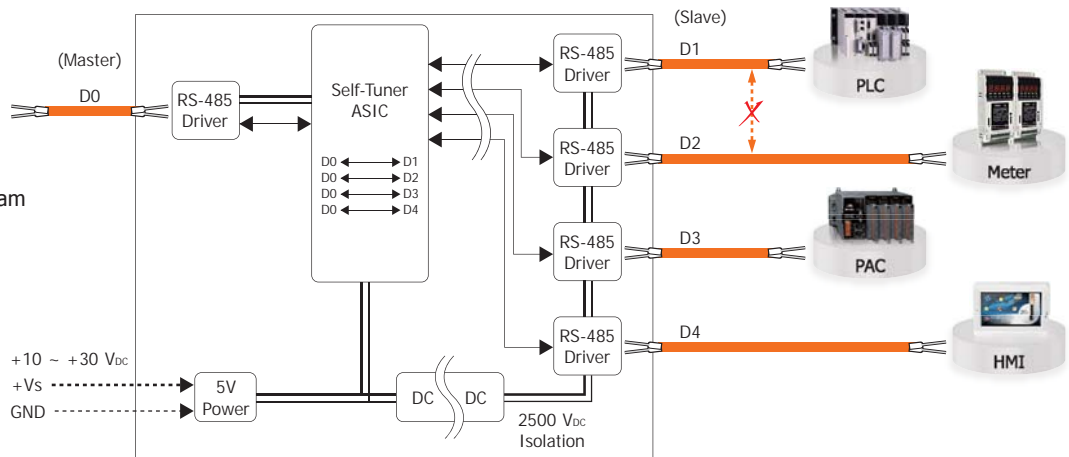 (Master)
D0
RS-485
Driver
Self-Tuner
ASIC
D0 D1
D0 D2
D0 D3
D0 D4
(Slave)
RS-485
Driver
D1
PLC
RS-485
Driver
D2
Meter
am
RS-485
Driver
D3
PAC
RS-485
Driver
D4
HMI
+10 ~ +30 VDC
+Vs
GND
5V
Power
DC DC
2500 VDC
Isolation